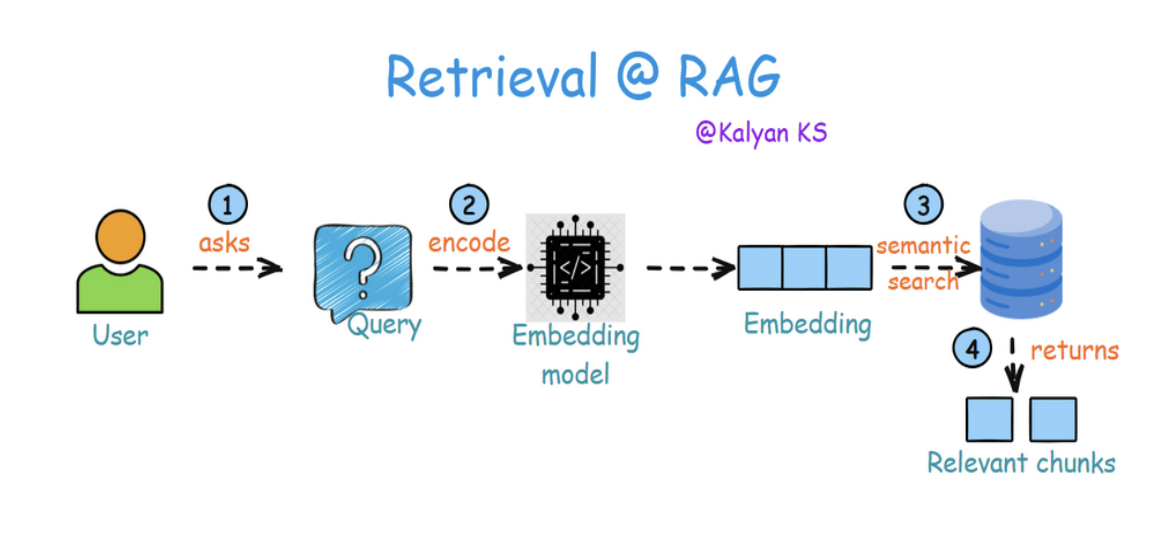 Retrieval @ RAG
@Kalyan KS
1
asks
2
encode
3
semantic
search
User
Query
</>
Embedding
model
Embedding
4
returns
Relevant chunks